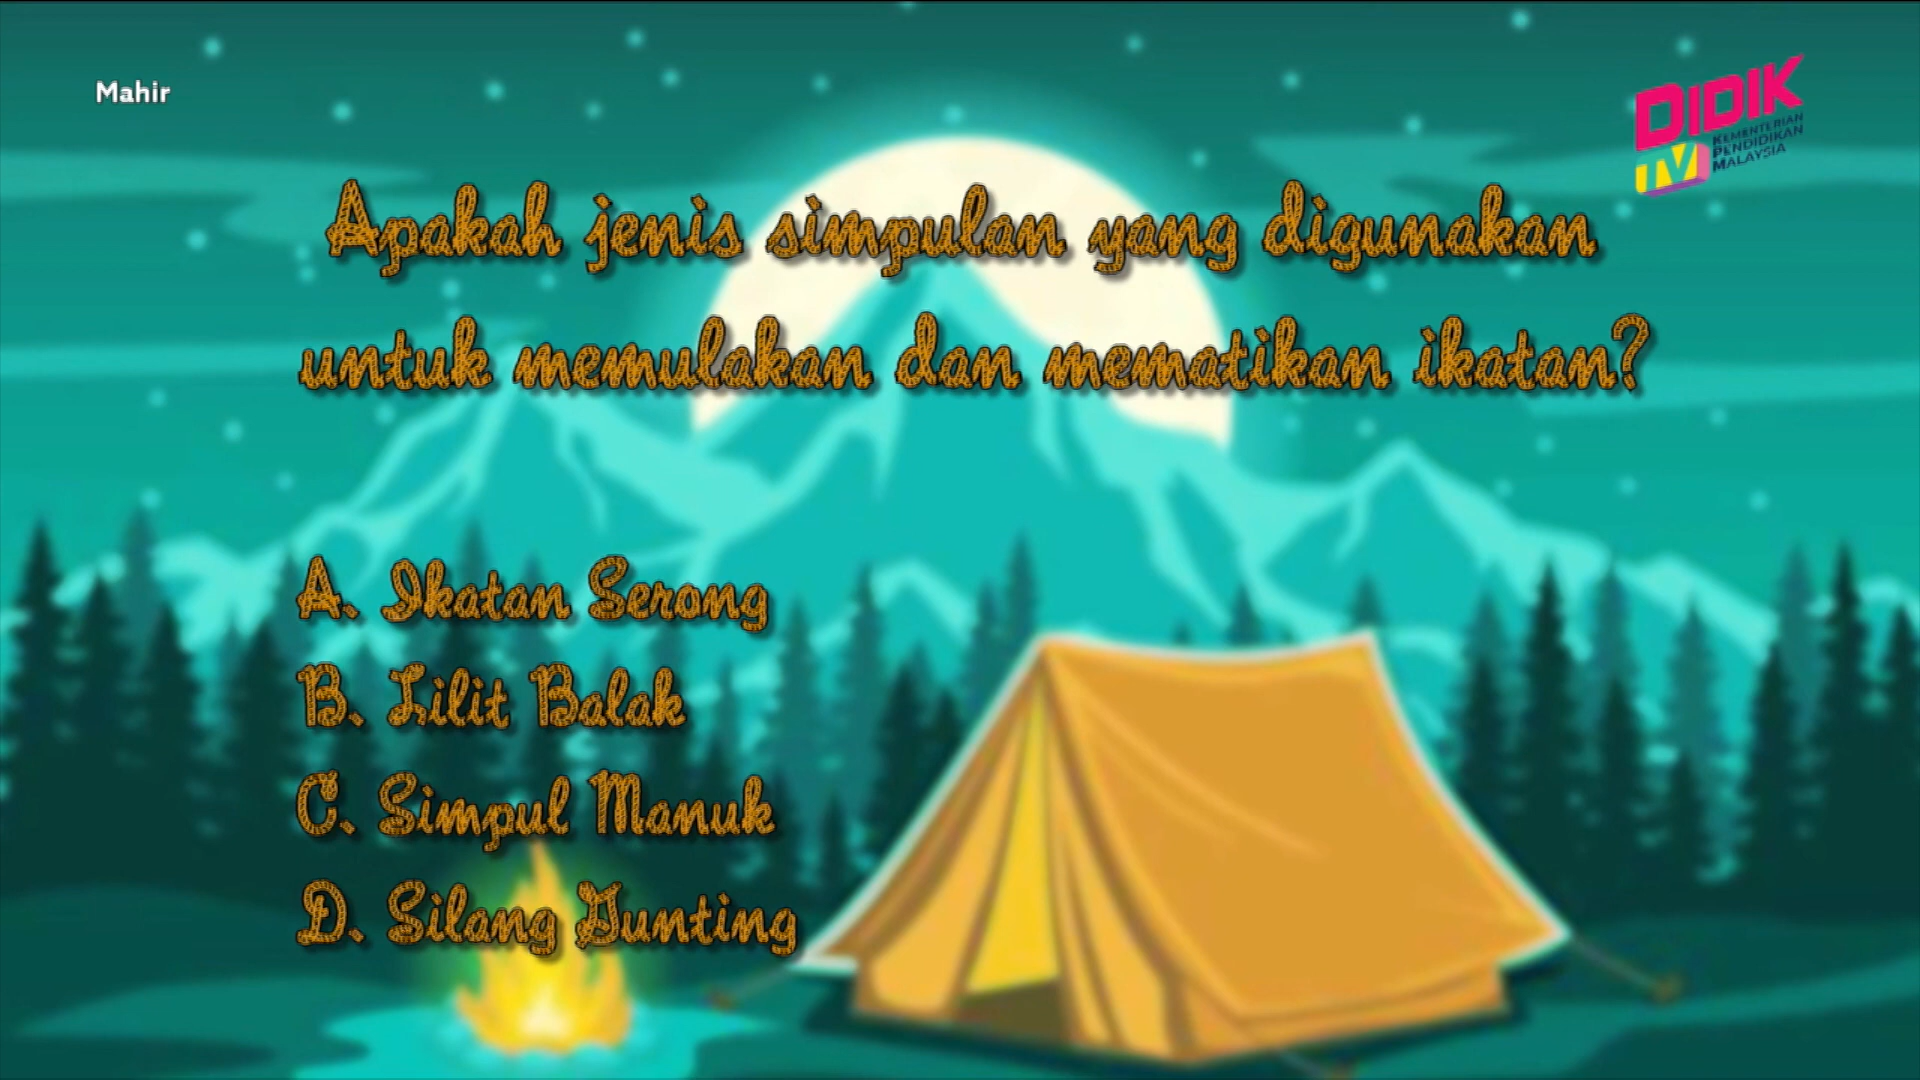 Mahir
DIDIK
TV
KEMENTERIAN
PENDIDIKAN
MALAYSIA
Apakah jenis simpulan yang digunakan
untuk memulakan dan mematikan ikatan?
A. Ikatan Serong
B. Lilit Balak
C. Simpul Manuk
D. Silang Gunting